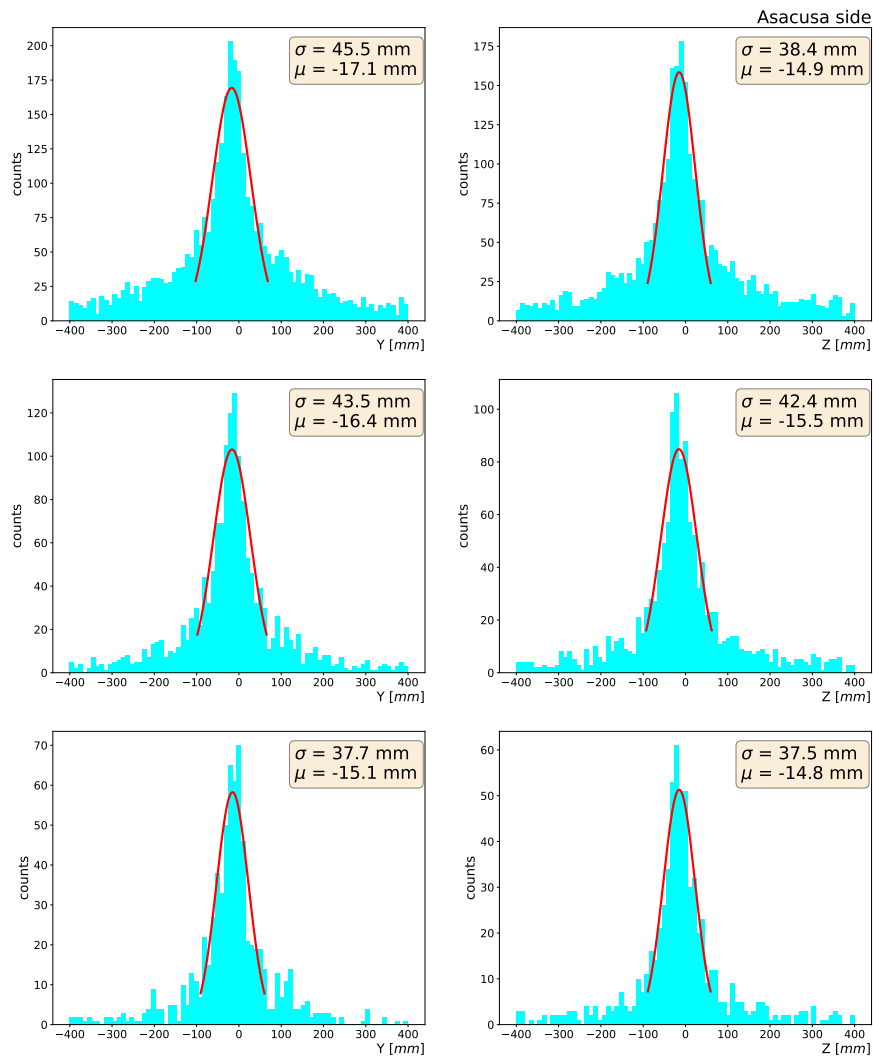 Asacusa side
σ = 45.5 mm
μ = -17.1 mm
counts
200
175
150
125
100
75
50
25
0
−400 −300 −200 −100 0 100 200 300 400
Y [mm]
σ = 38.4 mm
μ = -14.9 mm
counts
175
150
125
100
75
50
25
0
−400 −300 −200 −100 0 100 200 300 400
Z [mm]
σ = 43.5 mm
μ = -16.4 mm
counts
120
100
80
60
40
20
0
−400 −300 −200 −100 0 100 200 300 400
Y [mm]
σ = 42.4 mm
μ = -15.5 mm
counts
100
80
60
40
20
0
−400 −300 −200 −100 0 100 200 300 400
Z [mm]
σ = 37.7 mm
μ = -15.1 mm
counts
70
60
50
40
30
20
10
0
−400 −300 −200 −100 0 100 200 300 400
Y [mm]
σ = 37.5 mm
μ = -14.8 mm
counts
60
50
40
30
20
10
0
−400 −300 −200 −100 0 100 200 300 400
Z [mm]